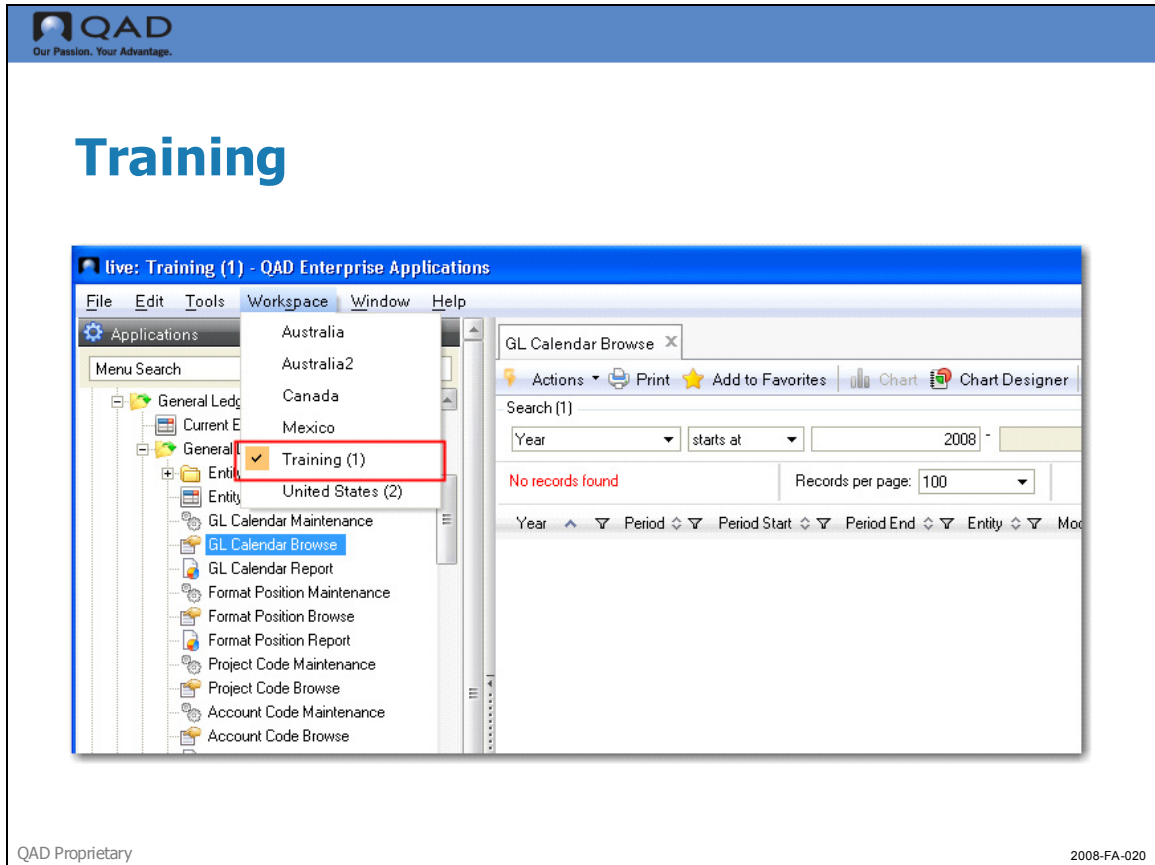 QAD
Our Passion. Your Advantage.
Training
live: Training (1) - QAD Enterprise Applications
File Edit Tools Workspace Window Help
Applications
Menu Search
Australia
Australia2
Canada
Mexico
Training (1)
United States (2)
General Ledg
Current E
General L
Entity
Entity
GL Calendar Maintenance
GL Calendar Browse
GL Calendar Report
Format Position Maintenance
Format Position Browse
Format Position Report
Project Code Maintenance
Project Code Browse
Account Code Maintenance
Account Code Browse
GL Calendar Browse X
Actions Print Add to Favorites Chart Chart Designer
Search (1)
Year starts at 2008 -
No records found Records per page: 100
Year Period Period Start Period End Entity Mod
QAD Proprietary
2008-FA-020